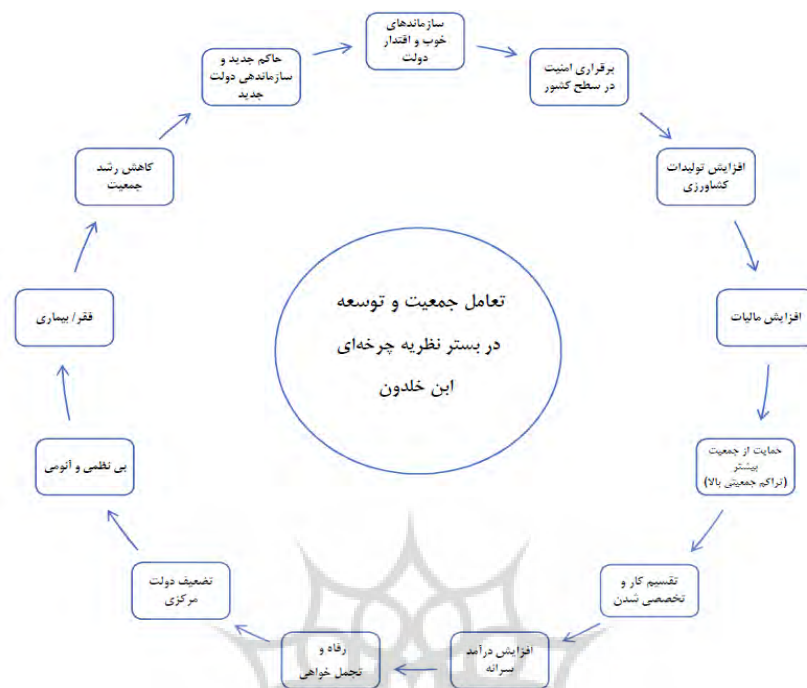 سازماندهای
خوب و اقتدار
دولت
برقراری امنیت
در سطح کشور
افزایش تولیدات
کشاورزی
افزایش مالیات
حمایت از جمعیت
بیشتر
(تراکم جمعیتی بالا)
تقسیم کار و
تخصصی شدن
افزایش درآمد
سرانه
رفاه و
تجمل خواهی
تضعیف دولت
مرکزی
بی نظمی و آنومی
فقر/ بیماری
کاهش رشد
جمعیت
حاکم جدید و
سازماندهی دولت
جدید
تعامل جمعیت و توسعه
در بستر نظریه چرخه‌ای
ابن خلدون